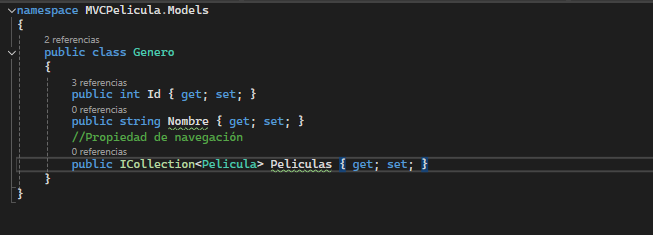 namespace MVCPelicula.Models
{
2 referencias
public class Genero
{
3 referencias
public int Id { get; set; }
0 referencias
public string Nombre { get; set; }
//Propiedad de navegación
0 referencias
public ICollection<Pelicula> Peliculas { get; set; }
}
}